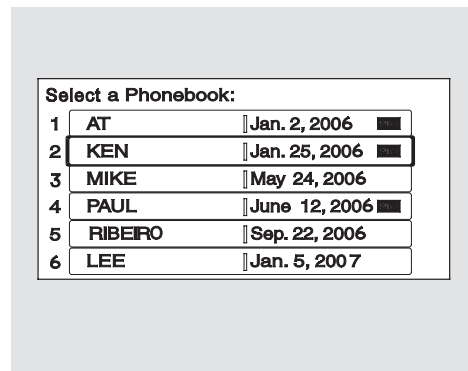 Select a Phonebook:
1 AT Jan. 2, 2006
2 KEN Jan. 25, 2006
3 MIKE May 24, 2006
4 PAUL June 12, 2006
5 RIBEIRO Sep. 22, 2006
6 LEE Jan. 5, 2007